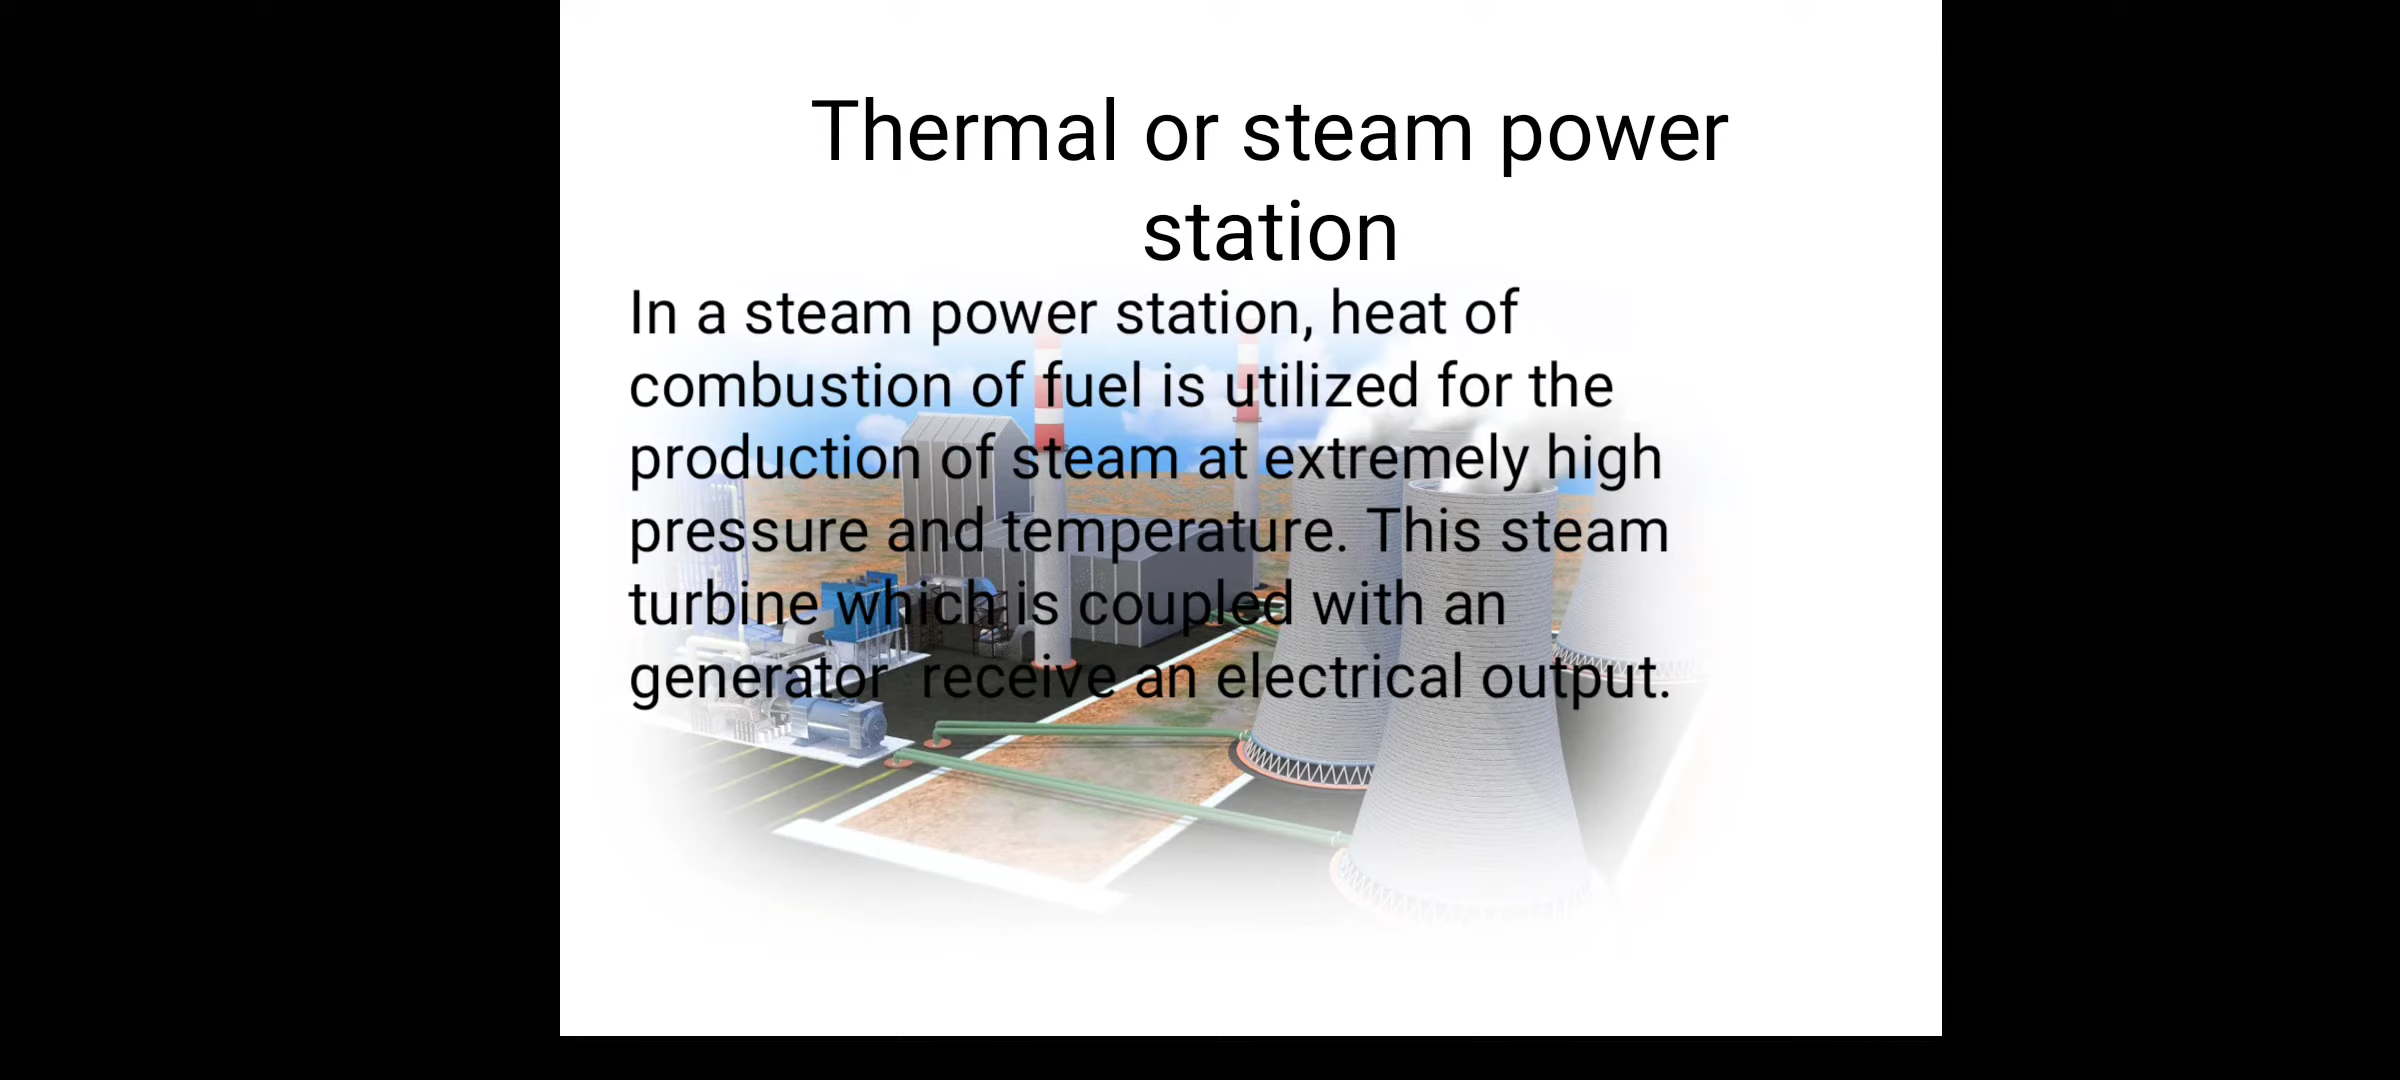 Thermal or steam power
station
In a steam power station, heat of
combustion of fuel is utilized for the
production of steam at extremely high
pressure and temperature. This steam
turbine which is coupled with an
generator receive an electrical output.